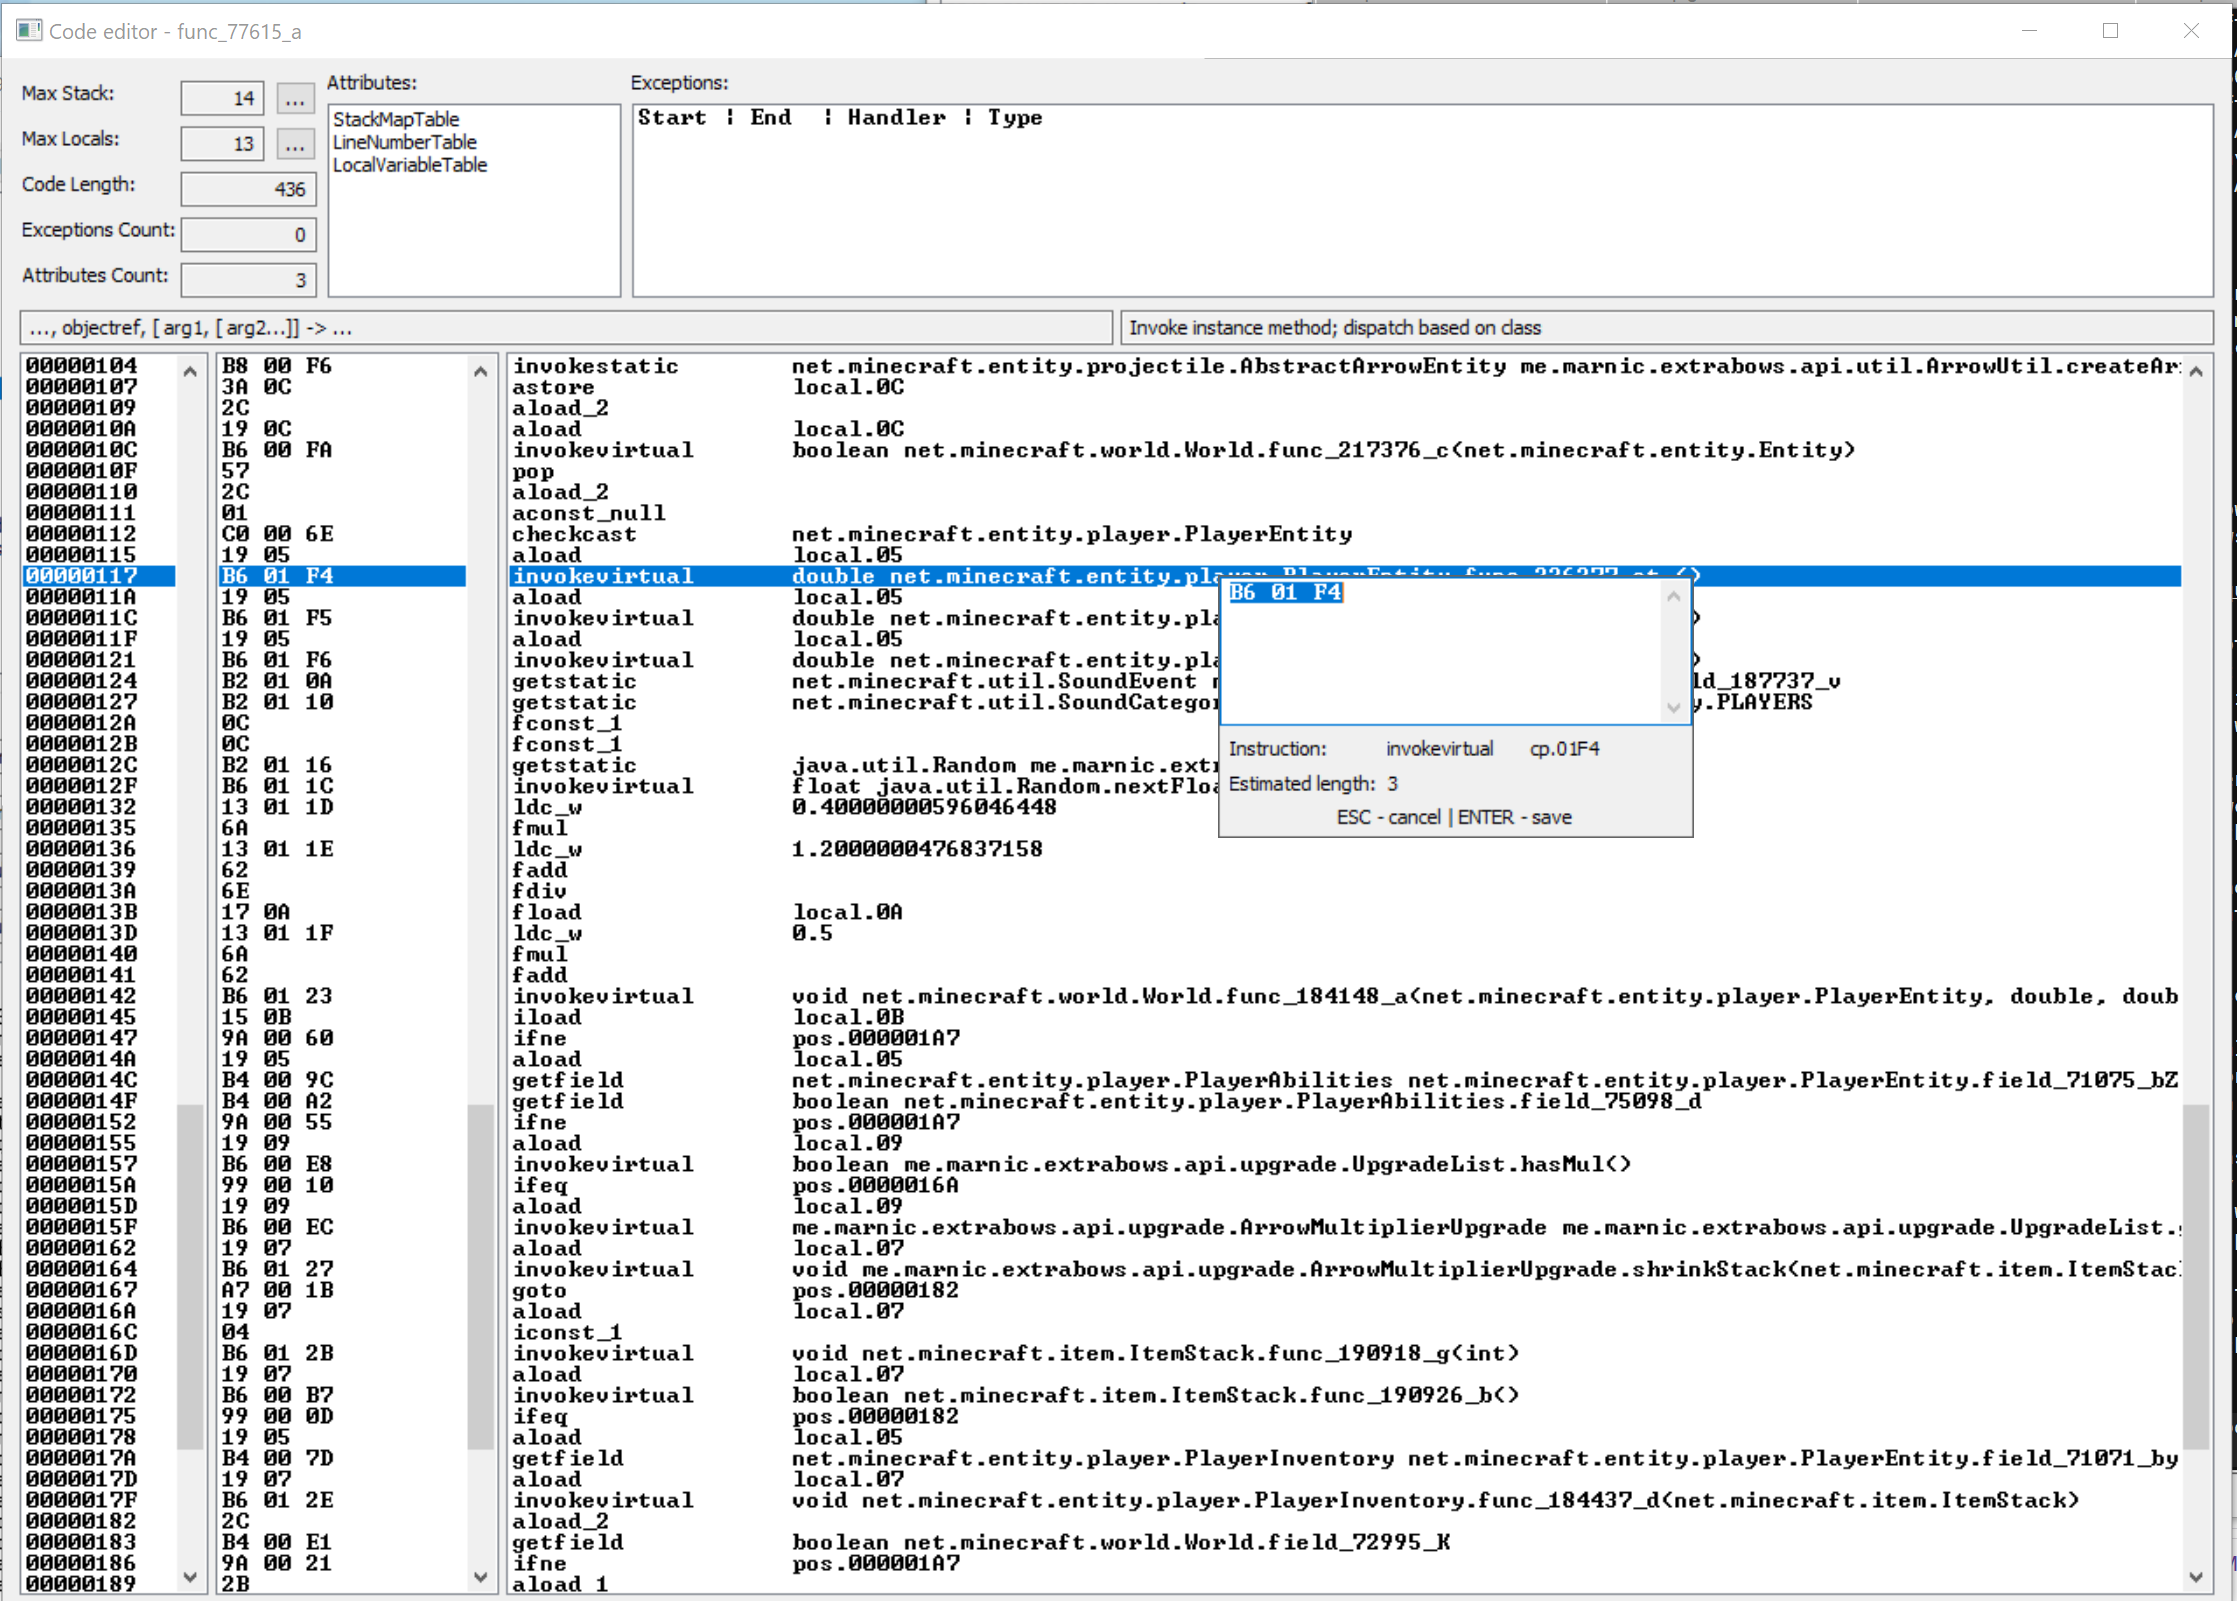 Code editor - func_77615_a
Max Stack: 14 ...
Max Locals: 13 ...
Code Length: 436
Exceptions Count: 0
Attributes Count: 3
Attributes:
StackMapTable
LineNumberTable
LocalVariableTable
Exceptions:
Start ¦ End ¦ Handler ¦ Type
..., objectref, [ arg1, [ arg2...]] -> ...
Invoke instance method; dispatch based on class
00000104 B8 00 F6 invokestatic net.minecraft.entity.projectile.AbstractArrowEntity me.marnic.extrabows.api.util.ArrowUtil.createAr
00000107 3A 0C astore local.0C
00000109 2C aload_2
0000010A 19 0C aload local.0C
0000010C B6 00 FA invokevirtual boolean net.minecraft.world.World.func_217376_c(net.minecraft.entity.Entity)
0000010F 57 pop
00000110 2C aload_2
00000111 01 aconst_null
00000112 C0 00 6E checkcast net.minecraft.entity.player.PlayerEntity
00000115 19 05 aload local.05
00000117 B6 01 F4 invokevirtual double net.minecraft.entity.player.PlayerEntity.func_226277_ct_()
0000011A 19 05 aload local.05
0000011C B6 01 F5 invokevirtual double net.minecraft.entity.pla )
0000011F 19 05 aload local.05
00000121 B6 01 F6 invokevirtual double net.minecraft.entity.pla )
00000124 B2 01 0A getstatic net.minecraft.util.SoundEvent ld_187737_v
00000127 B2 01 10 getstatic net.minecraft.util.SoundCategor y.PLAYERS
0000012A 0C fconst_1
0000012B 0C fconst_1
0000012C B2 01 16 getstatic java.util.Random me.marnic.extr
0000012F B6 01 1C invokevirtual float java.util.Random.nextFloa
00000132 13 01 1D ldc_w 0.40000000596046448
00000135 6A fmul
00000136 13 01 1E ldc_w 1.2000000476837158
00000139 62 fadd
0000013A 6E fdiv
0000013B 17 0A fload local.0A
0000013D 13 01 1F ldc_w 0.5
00000140 6A fmul
00000141 62 fadd
00000142 B6 01 23 invokevirtual void net.minecraft.world.World.func_184148_a(net.minecraft.entity.player.PlayerEntity, double, doub
00000145 15 0B iload local.0B
00000147 9A 00 60 ifne pos.000001A7
0000014A 19 05 aload local.05
0000014C B4 00 9C getfield net.minecraft.entity.player.PlayerAbilities net.minecraft.entity.player.PlayerEntity.field_71075_bZ
0000014F B4 00 A2 getfield boolean net.minecraft.entity.player.PlayerAbilities.field_75098_d
00000152 9A 00 55 ifne pos.000001A7
00000155 19 09 aload local.09
00000157 B6 00 E8 invokevirtual boolean me.marnic.extrabows.api.upgrade.UpgradeList.hasMul()
0000015A 99 00 10 ifeq pos.0000016A
0000015D 19 09 aload local.09
0000015F B6 00 EC invokevirtual me.marnic.extrabows.api.upgrade.ArrowMultiplierUpgrade me.marnic.extrabows.api.upgrade.UpgradeList.
00000162 19 07 aload local.07
00000164 B6 01 27 invokevirtual void me.marnic.extrabows.api.upgrade.ArrowMultiplierUpgrade.shrinkStack(net.minecraft.item.ItemStac
00000167 A7 00 1B goto pos.00000182
0000016A 19 07 aload local.07
0000016C 04 iconst_1
0000016D B6 01 2B invokevirtual void net.minecraft.item.ItemStack.func_190918_g(int)
00000170 19 07 aload local.07
00000172 B6 00 B7 invokevirtual boolean net.minecraft.item.ItemStack.func_190926_b()
00000175 99 00 0D ifeq pos.00000182
00000178 19 05 aload local.05
0000017A B4 00 7D getfield net.minecraft.entity.player.PlayerInventory net.minecraft.entity.player.PlayerEntity.field_71071_by
0000017D 19 07 aload local.07
0000017F B6 01 2E invokevirtual void net.minecraft.entity.player.PlayerInventory.func_184437_d(net.minecraft.item.ItemStack)
00000182 2C aload_2
00000183 B4 00 E1 getfield boolean net.minecraft.world.World.field_72995_K
00000186 9A 00 21 ifne pos.000001A7
00000189 2B aload_1
B6 01 F4
Instruction: invokevirtual cp.01F4
Estimated length: 3
ESC - cancel | ENTER - save